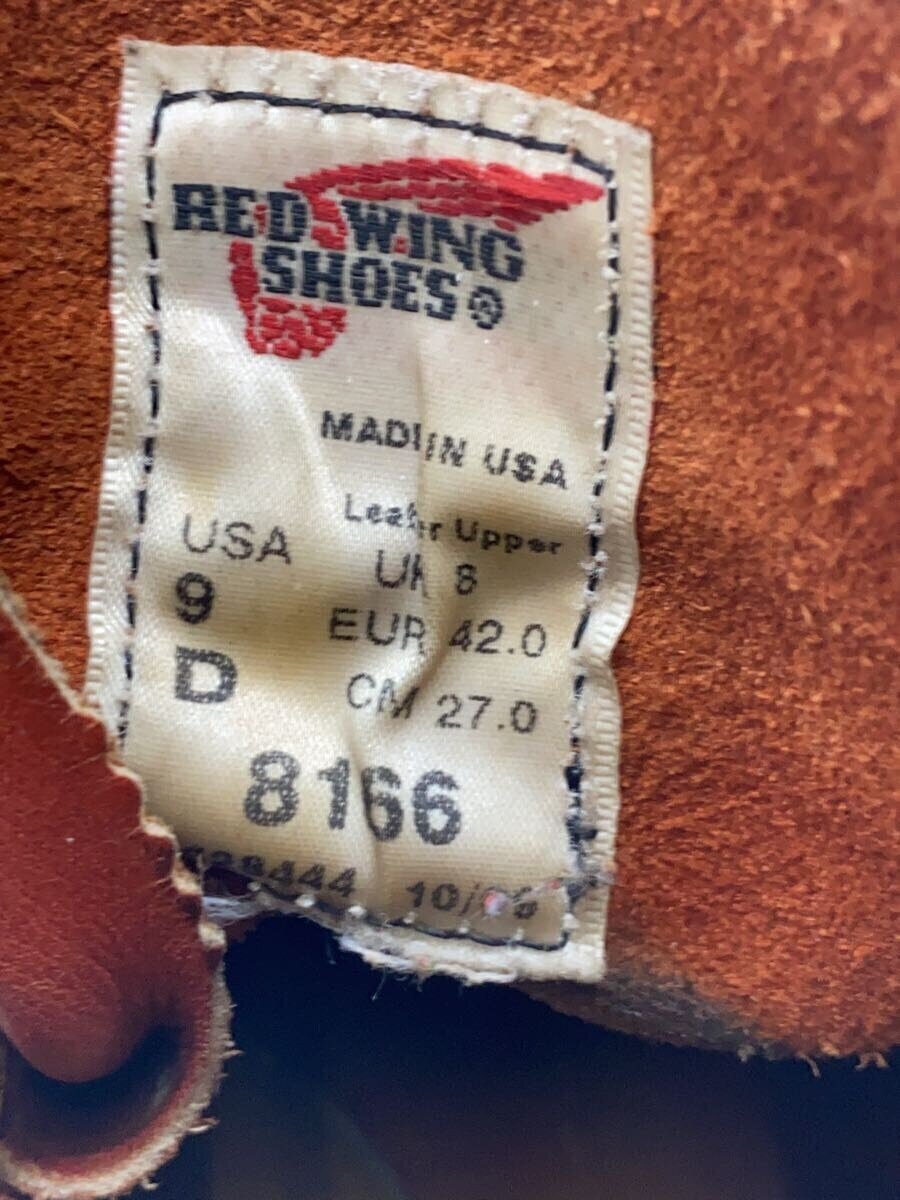 RED WING
SHOES
MADE IN USA
Leather Upper
USA
9
D
UK 8
EUR 42.0
CM 27.0
8166